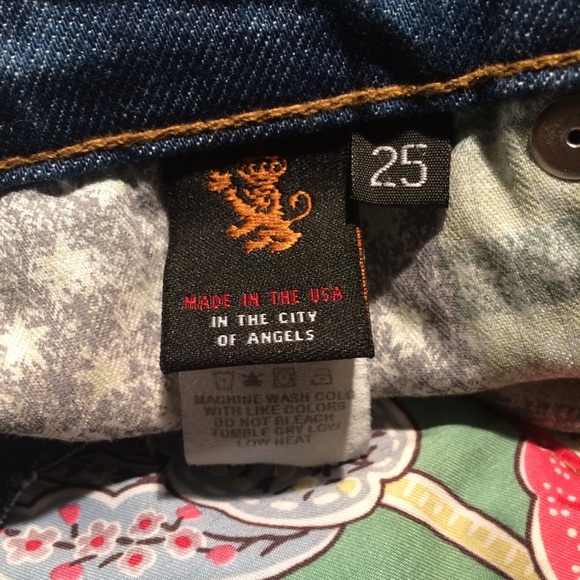 25
MADE IN THE USA
IN THE CITY
OF ANGELS
MACHINE WASH COLD
WITH LIKE COLORS
DO NOT BLEACH
TUMBLE DRY LOW
LOW HEAT